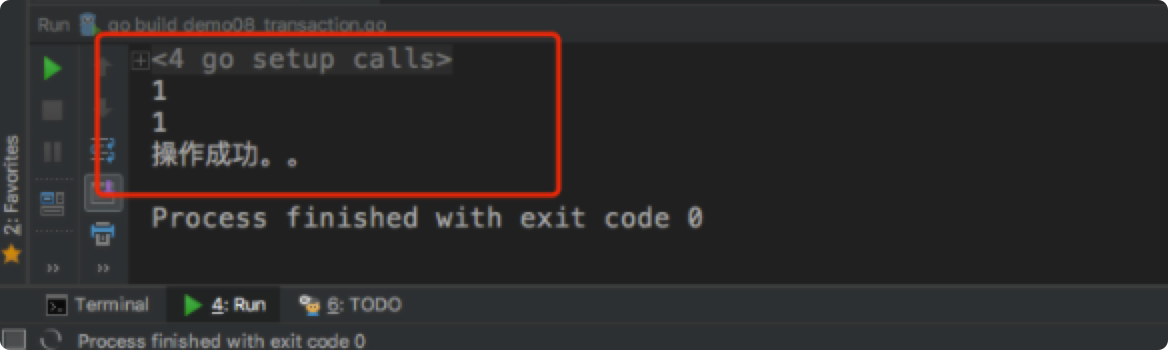 Run go build demo08_transaction.go
<4 go setup calls>
1
1
操作成功。。
Process finished with exit code 0
2: Favorites
Terminal 4: Run 6: TODO
Process finished with exit code 0